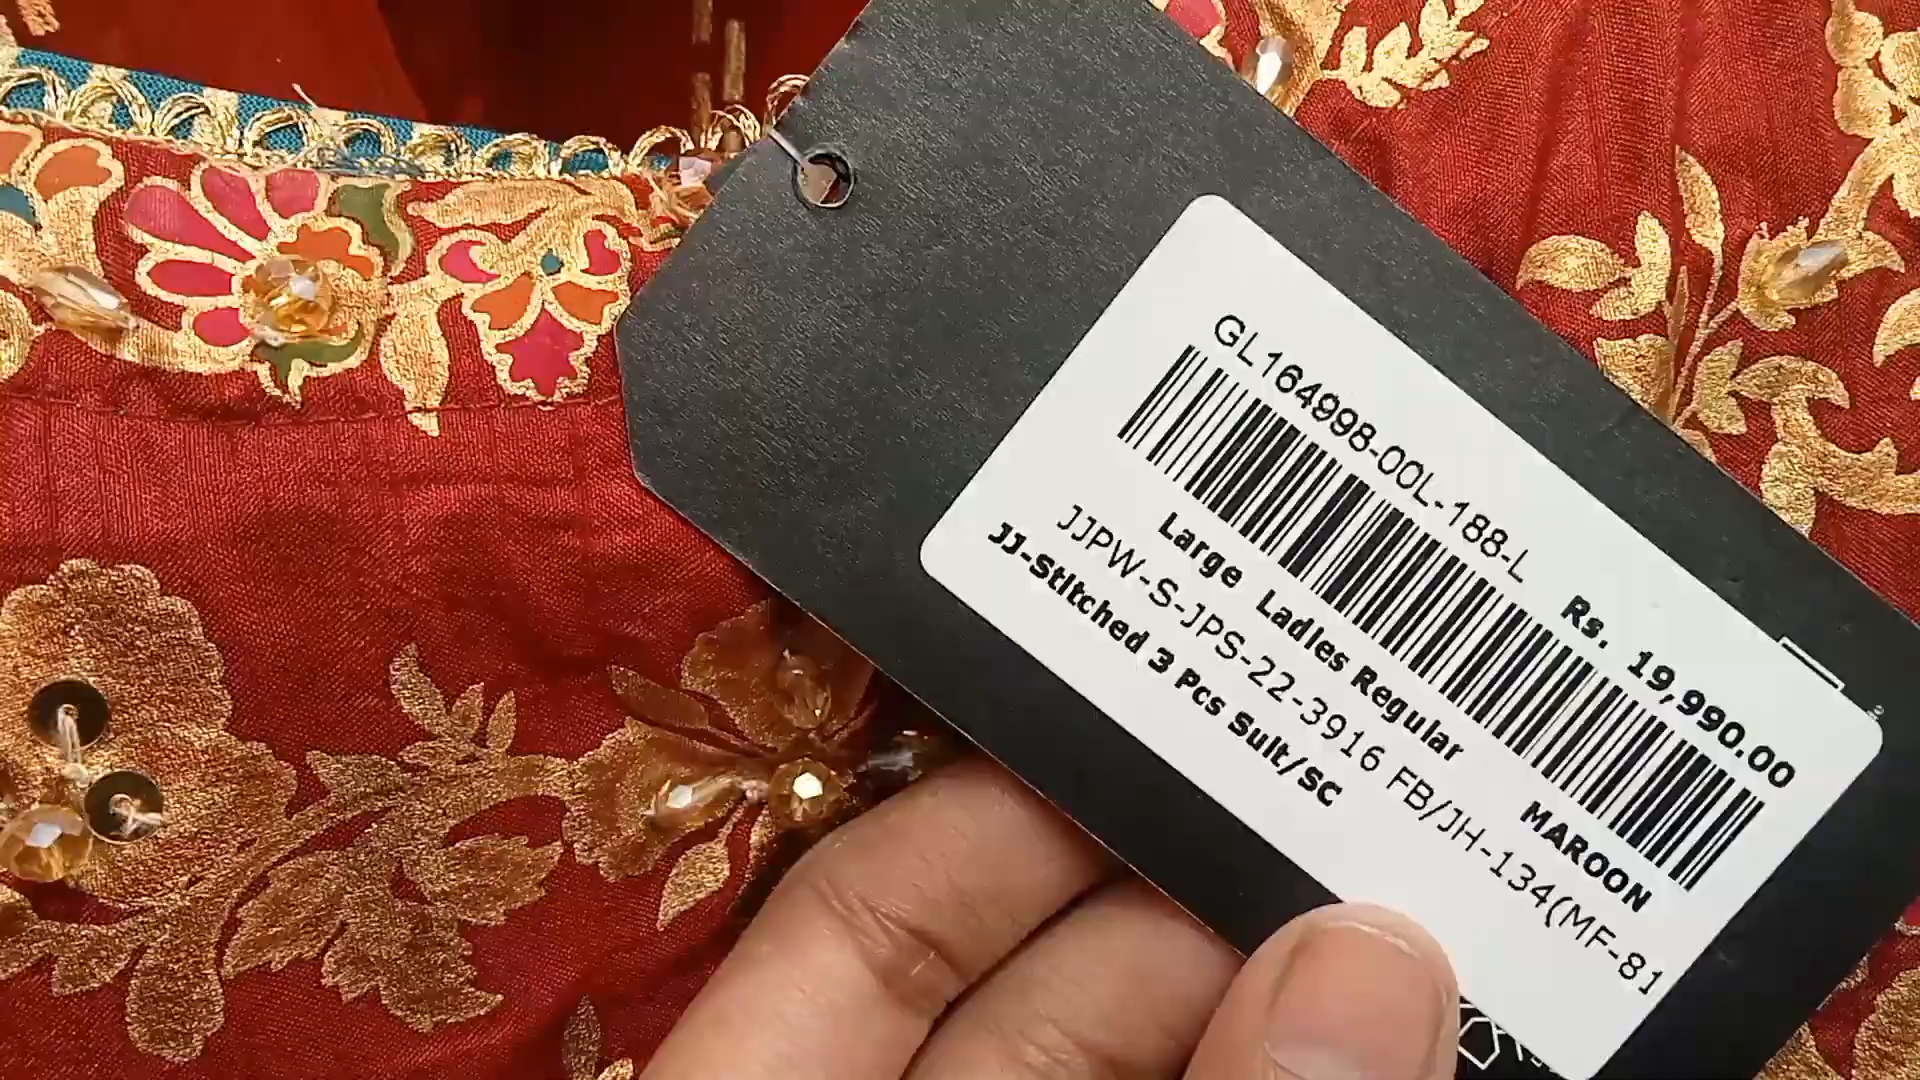 GL164998-00L-188-L
Rs. 19,990.00
Large Ladies Regular
MAROON
JJPW-S-JPS-22-3916 FB/JH-134(MF-81
JJ-Stitched 3 Pcs Suit/SC